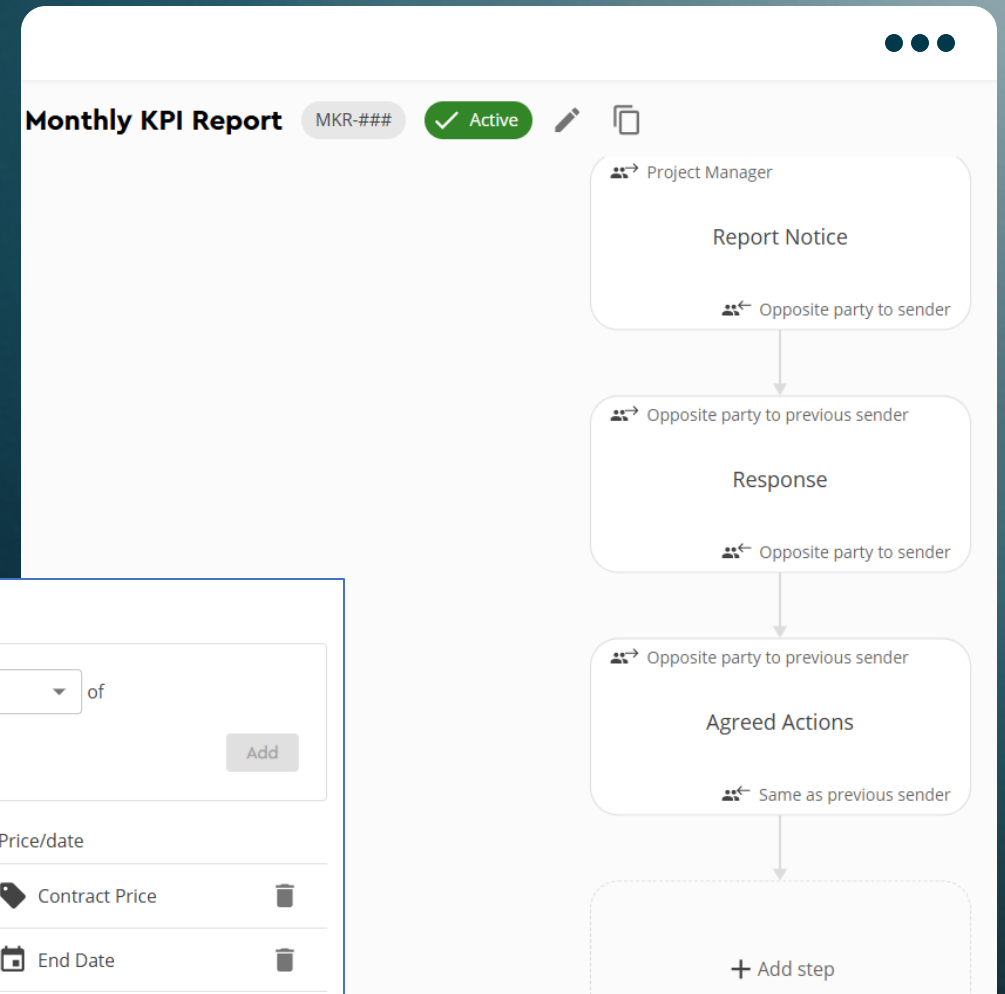 Monthly KPI Report MKR-### Active
Project Manager
Report Notice
Opposite party to sender
Opposite party to previous sender
Response
Opposite party to sender
Opposite party to previous sender
Agreed Actions
Same as previous sender
Add step
of
Add
Price/date
Contract Price
End Date